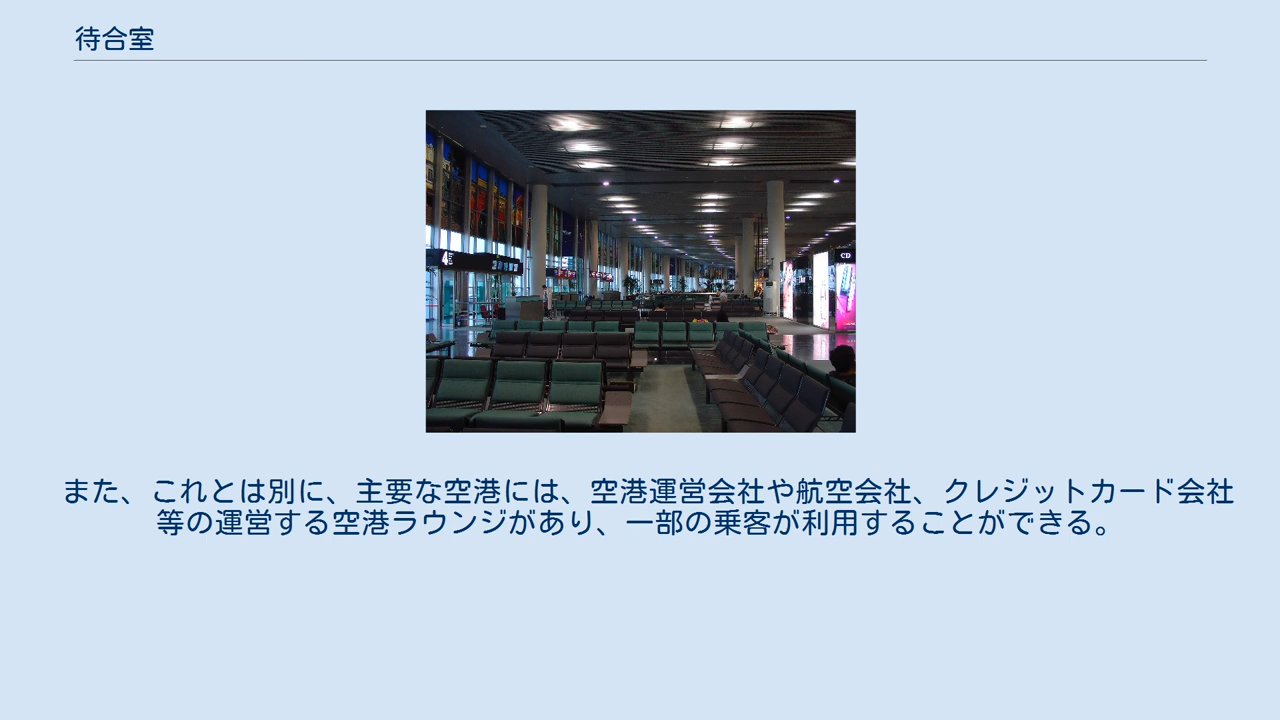 待合室
4
CD
また、これとは別に、主要な空港には、空港運営会社や航空会社、クレジットカード会社
等の運営する空港ラウンジがあり、一部の乗客が利用することができる。